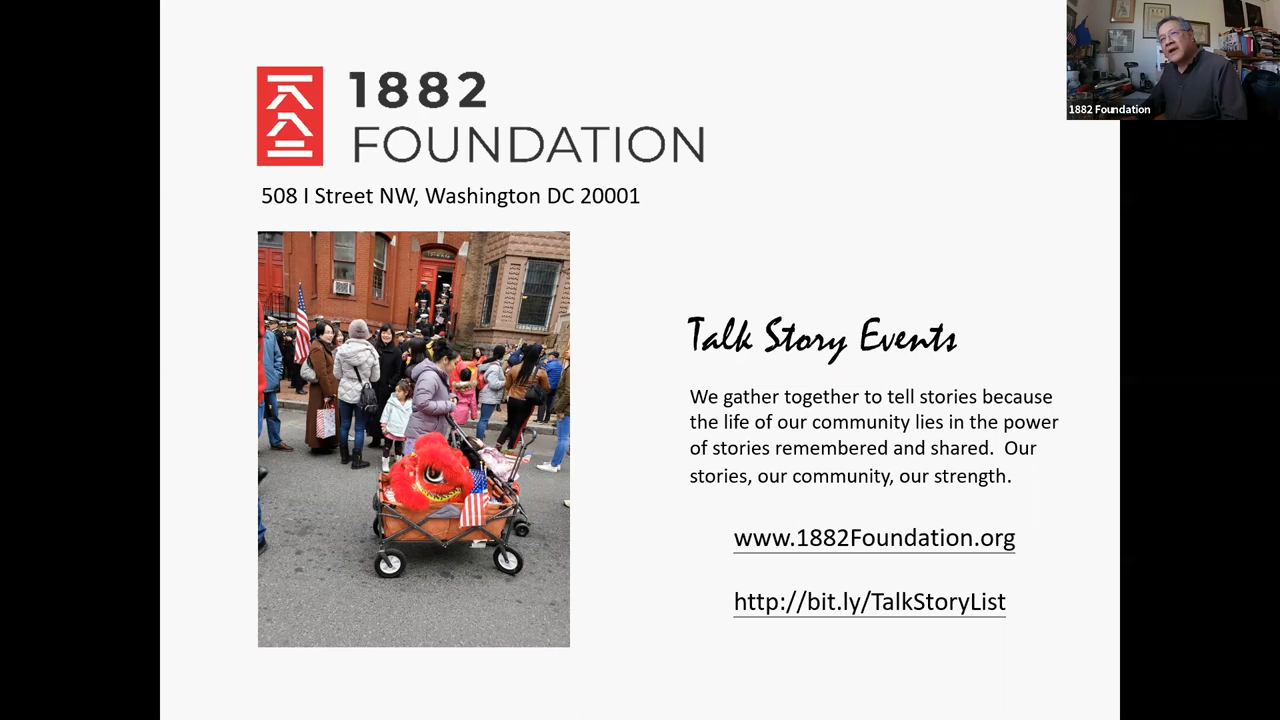 1882
FOUNDATION
508 I Street NW, Washington DC 20001
1882 Foundation
Talk Story Events
We gather together to tell stories because
the life of our community lies in the power
of stories remembered and shared.  Our
stories, our community, our strength.
www.1882Foundation.org
http://bit.ly/TalkStoryList